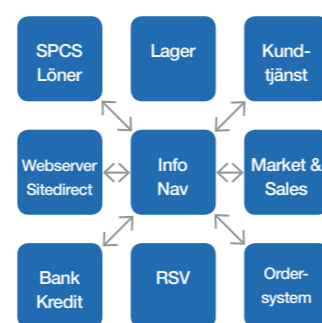 SPCS
Löner
Lager
Kund-
tjänst
Webserver
Sitedirect
Info
Nav
Market &
Sales
Bank
Kredit
RSV
Order-
system